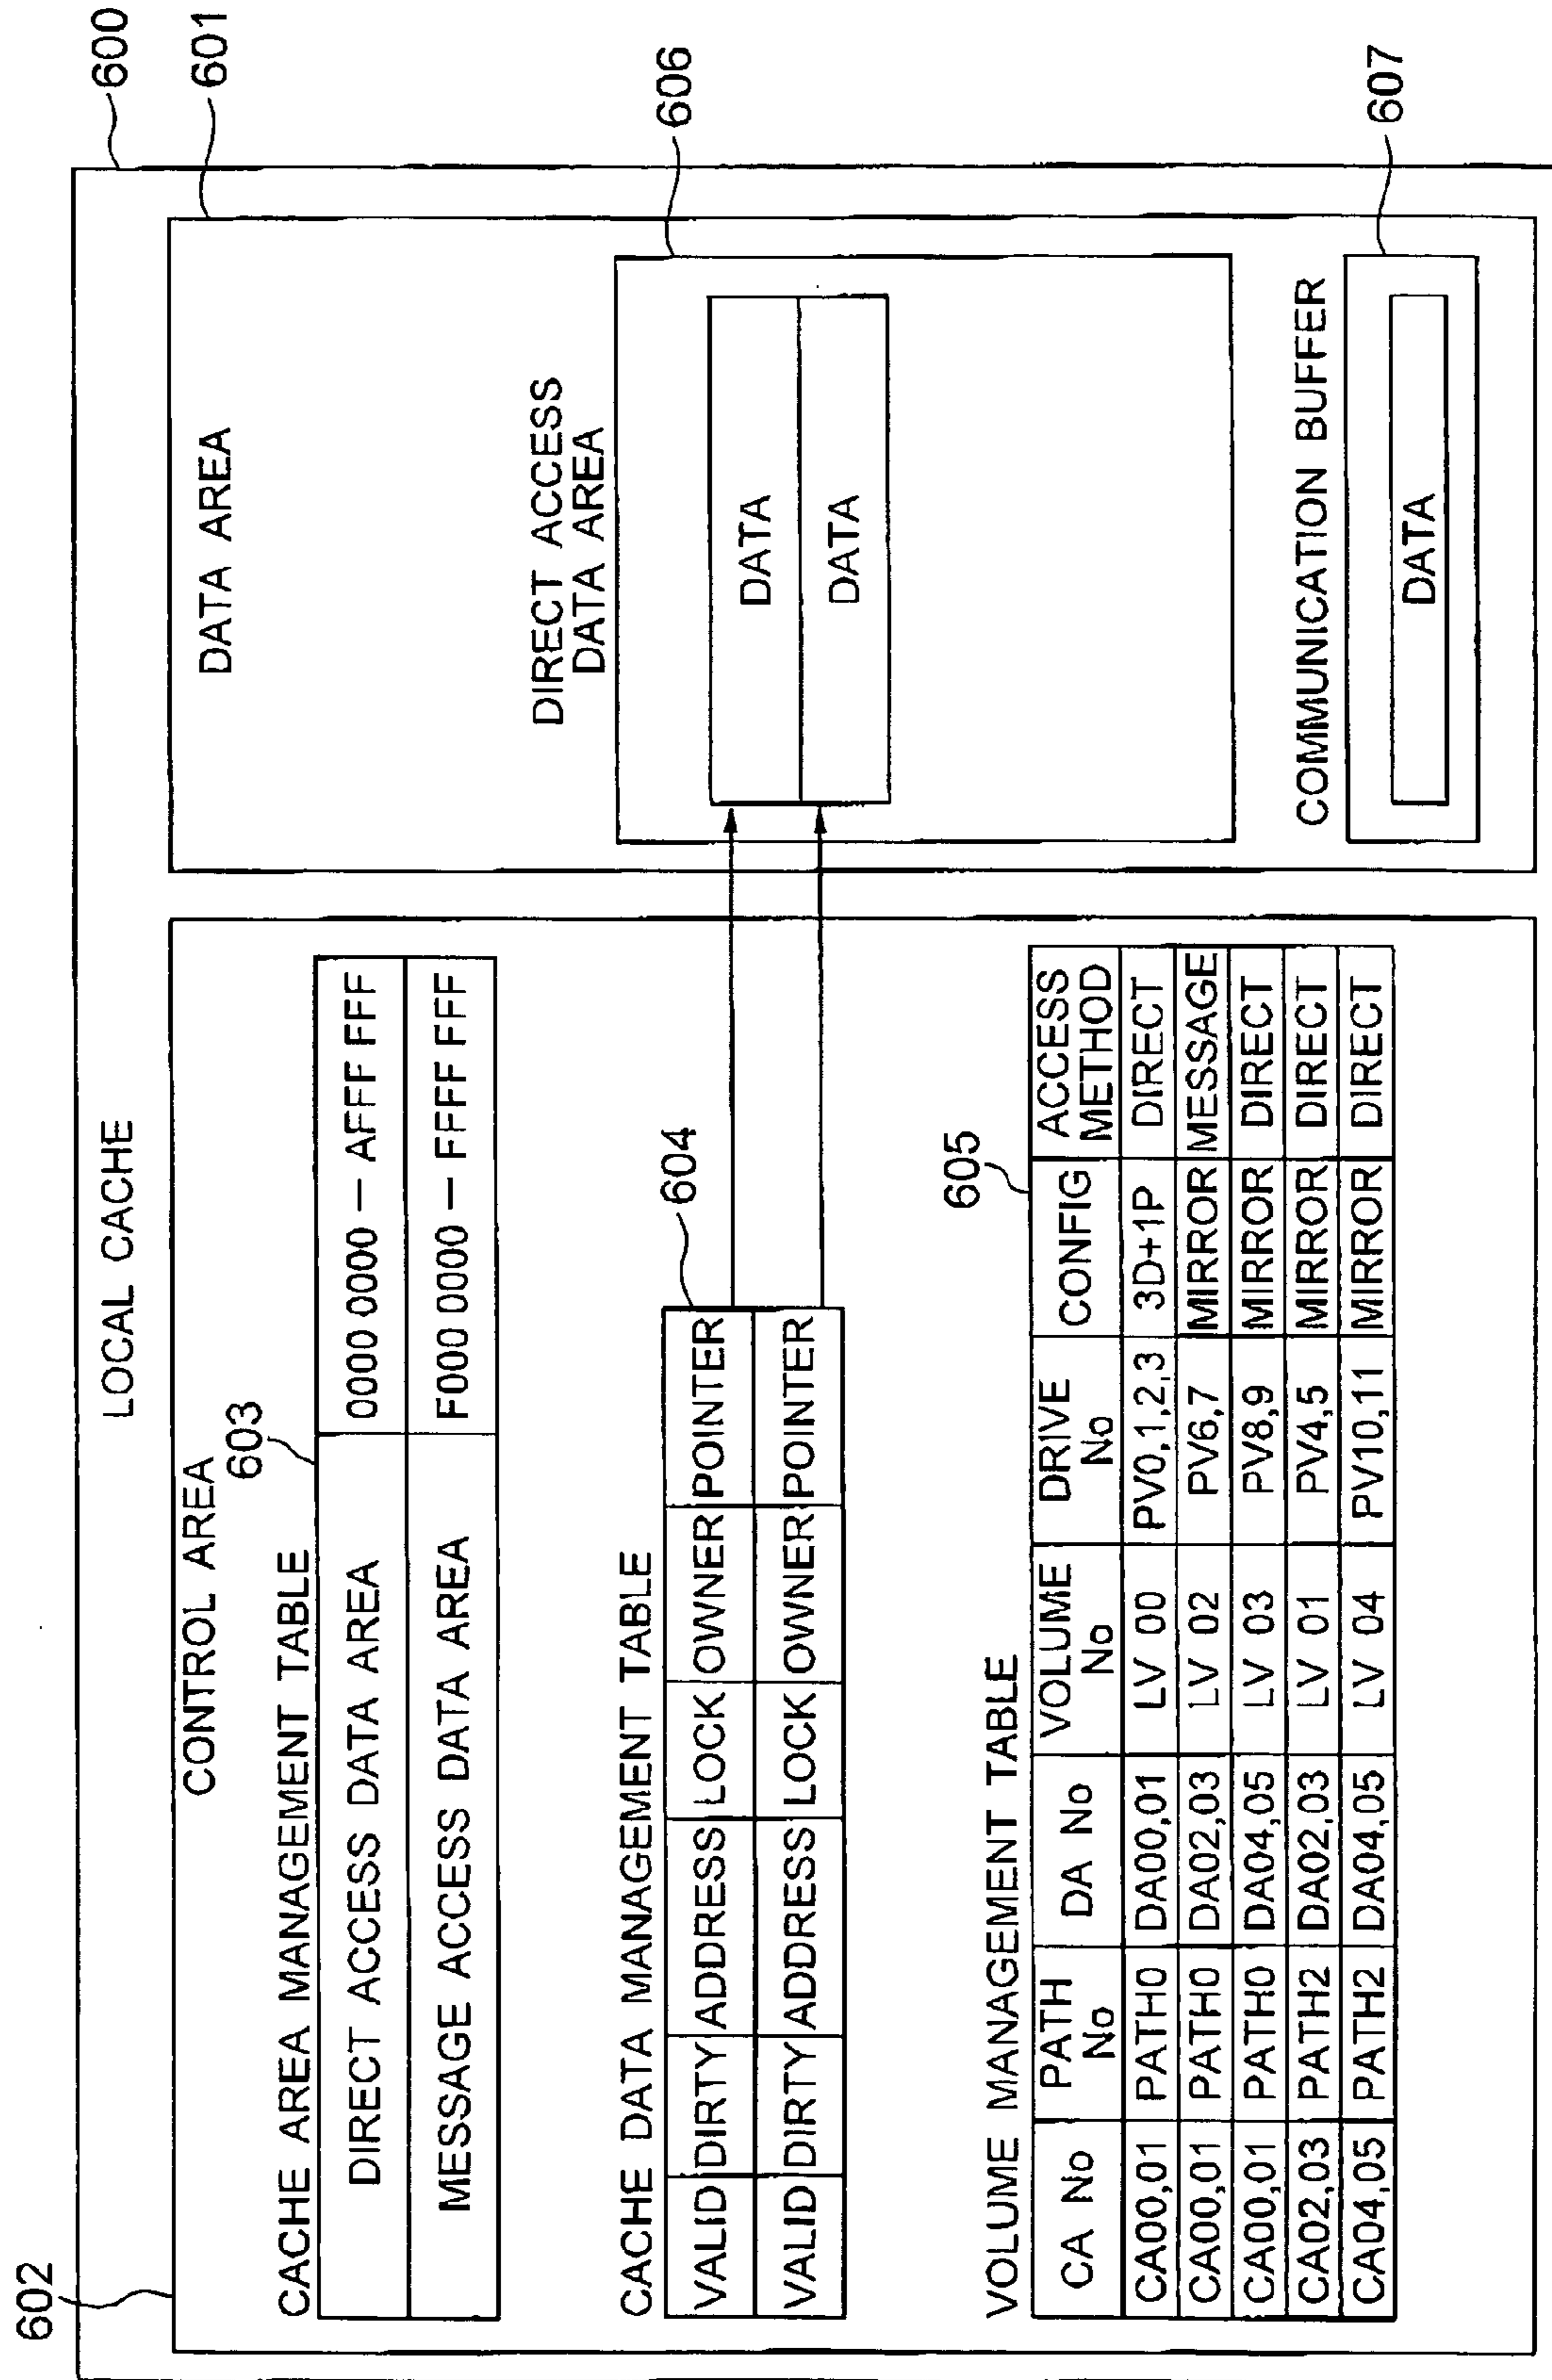 600
LOCAL CACHE
601
602
CONTROL AREA
CACHE AREA MANAGEMENT TABLE
603
DIRECT ACCESS DATA AREA 0000 0000 — AFFF FFF
MESSAGE ACCESS DATA AREA F000 0000 — FFFF FFF
CACHE DATA MANAGEMENT TABLE
604
VALID DIRTY ADDRESS LOCK OWNER POINTER
VALID DIRTY ADDRESS LOCK OWNER POINTER
VOLUME MANAGEMENT TABLE
605
CA No PATH No DA No VOLUME No DRIVE No CONFIG ACCESS METHOD
CA00,01 PATH0 DA00,01 LV 00 PV0,1,2,3 3D+1P DIRECT
CA00,01 PATH0 DA02,03 LV 02 PV6,7 MIRROR MESSAGE
CA00,01 PATH0 DA04,05 LV 03 PV8,9 MIRROR DIRECT
CA02,03 PATH2 DA02,03 LV 01 PV4,5 MIRROR DIRECT
CA04,05 PATH2 DA04,05 LV 04 PV10,11 MIRROR DIRECT
DATA AREA
DIRECT ACCESS
DATA AREA
606
DATA
DATA
COMMUNICATION BUFFER
607
DATA